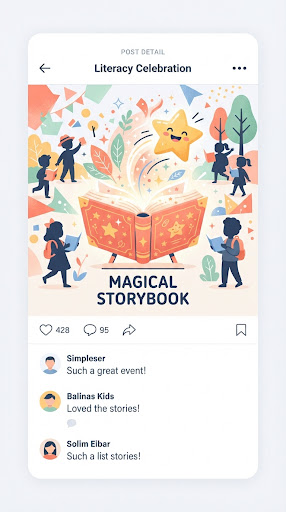 POST DETAIL
Literacy Celebration
MAGICAL
STORYBOOK
428
95
Simpleser
Such a great event!
Balinas Kids
Loved the stories!
Solim Eibar
Such a list stories!